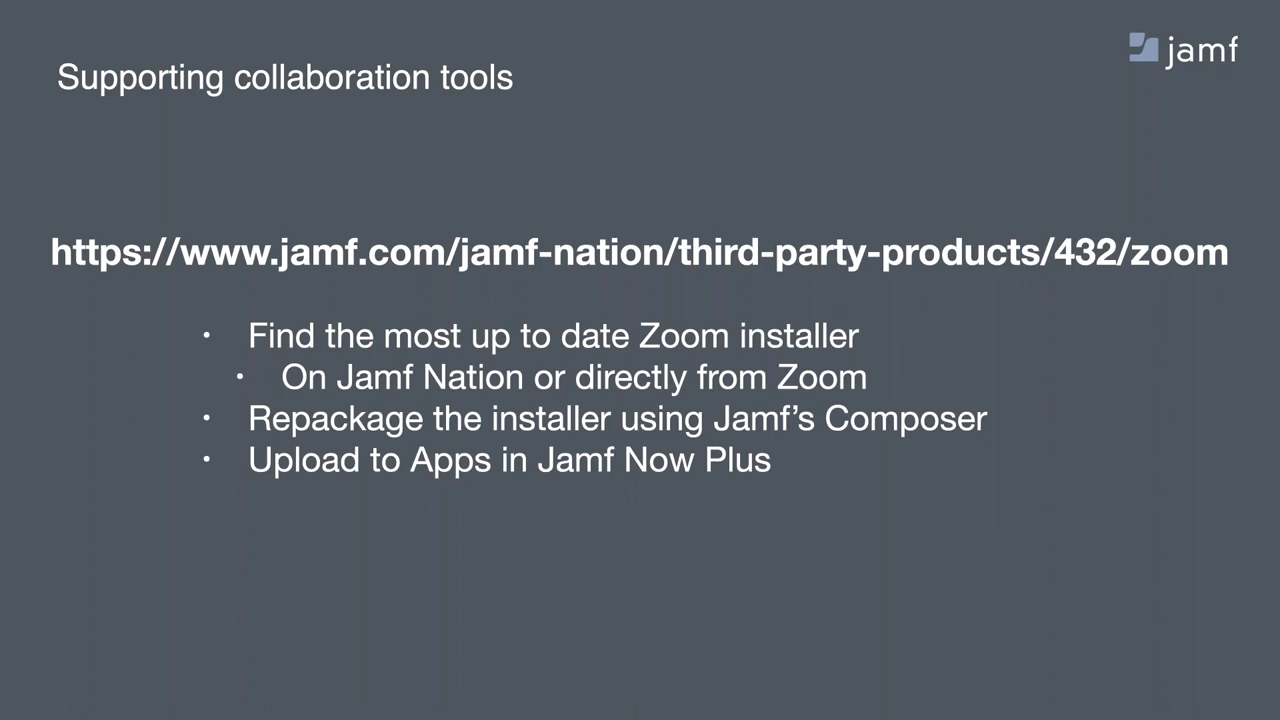 jamf
Supporting collaboration tools
https://www.jamf.com/jamf-nation/third-party-products/432/zoom
• Find the most up to date Zoom installer
• On Jamf Nation or directly from Zoom
• Repackage the installer using Jamf’s Composer
• Upload to Apps in Jamf Now Plus